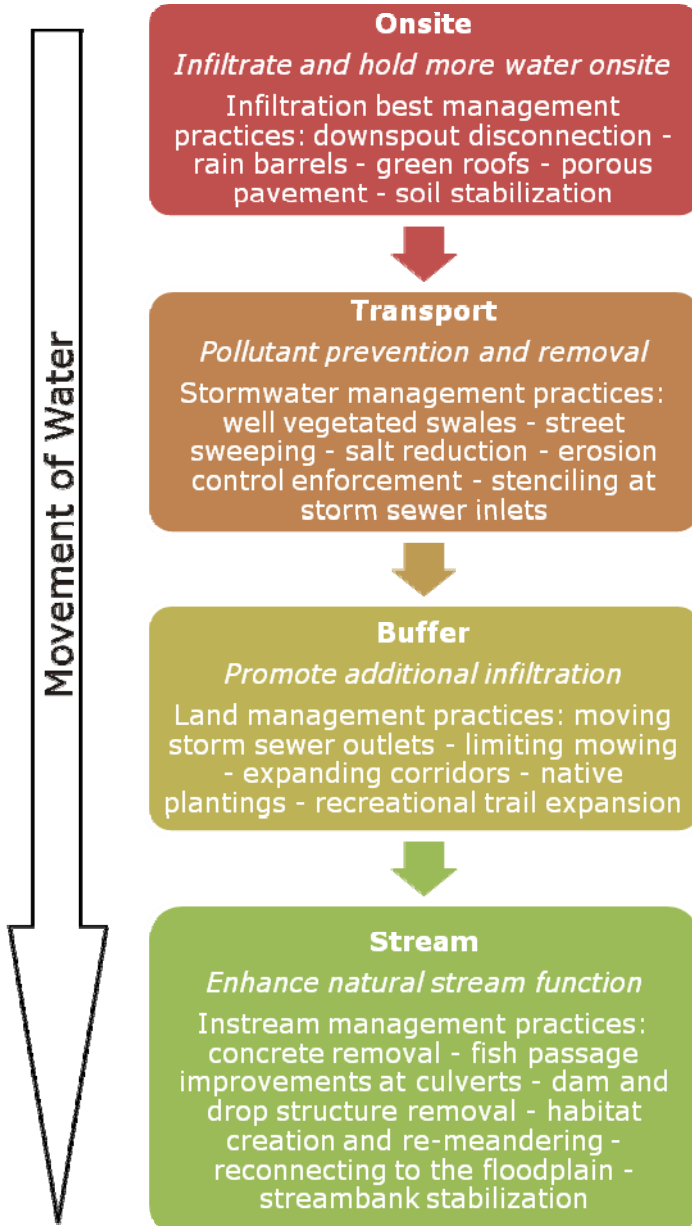 Movement of Water
Onsite
Infiltrate and hold more water onsite
Infiltration best management
practices: downspout disconnection -
rain barrels - green roofs - porous
pavement - soil stabilization
Transport
Pollutant prevention and removal
Stormwater management practices:
well vegetated swales - street
sweeping - salt reduction - erosion
control enforcement - stenciling at
storm sewer inlets
Buffer
Promote additional infiltration
Land management practices: moving
storm sewer outlets - limiting mowing
- expanding corridors - native
plantings - recreational trail expansion
Stream
Enhance natural stream function
Instream management practices:
concrete removal - fish passage
improvements at culverts - dam and
drop structure removal - habitat
creation and re-meandering -
reconnecting to the floodplain -
streambank stabilization